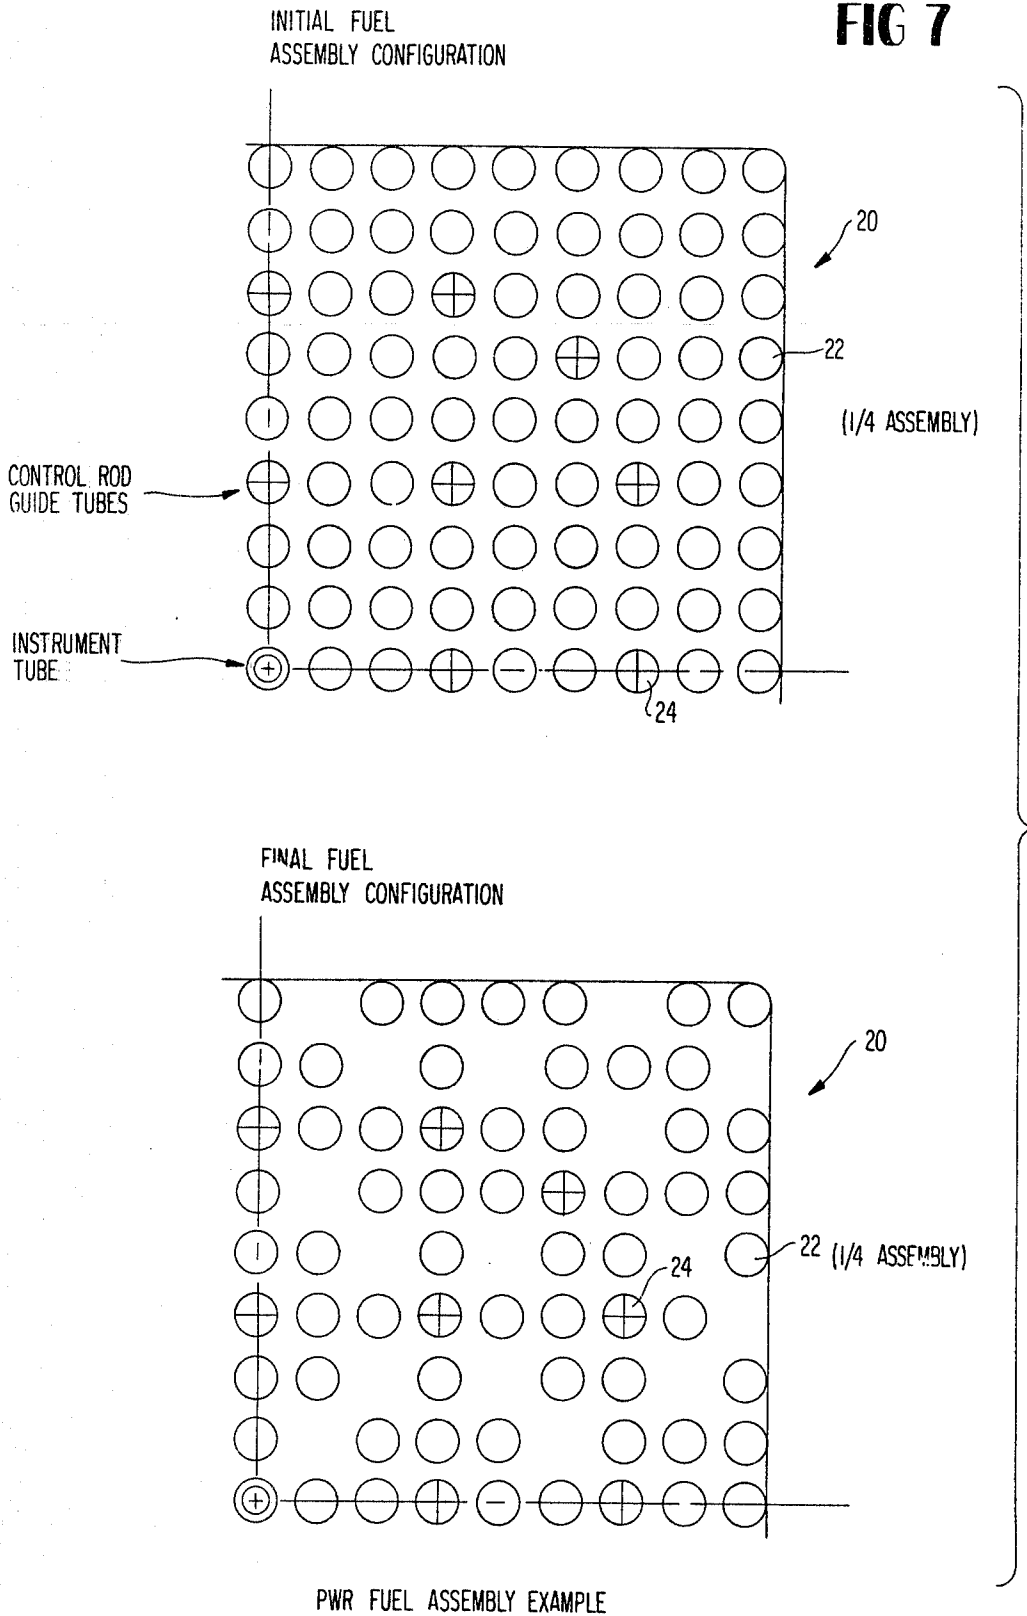 FIG 7
INITIAL FUEL
ASSEMBLY CONFIGURATION
20
22
(1/4 ASSEMBLY)
CONTROL ROD
GUIDE TUBES
INSTRUMENT
TUBE
24
FINAL FUEL
ASSEMBLY CONFIGURATION
20
22 (1/4 ASSEMBLY)
24
PWR FUEL ASSEMBLY EXAMPLE